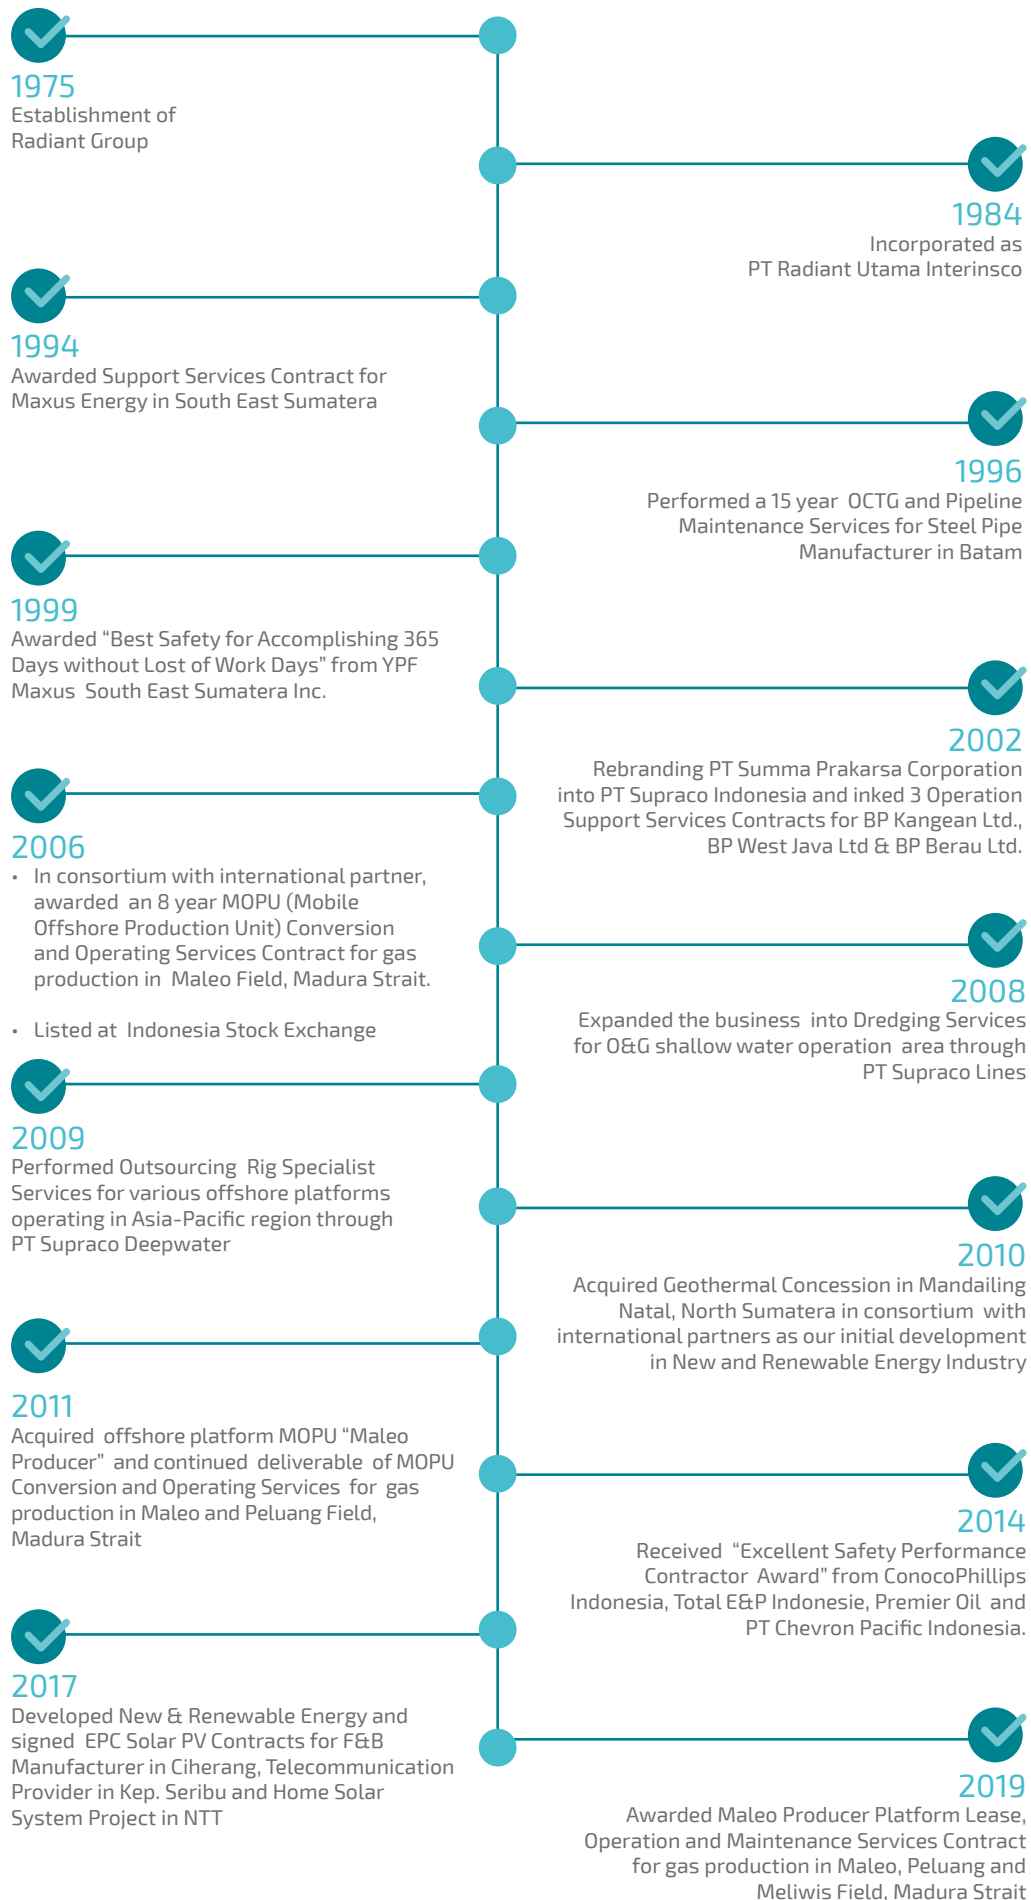 1975
Establishment of
Radiant Group
1984
Incorporated as
PT Radiant Utama Interinsco
1994
Awarded Support Services Contract for
Maxus Energy in South East Sumatera
1996
Performed a 15 year OCTG and Pipeline
Maintenance Services for Steel Pipe
Manufacturer in Batam
1999
Awarded “Best Safety for Accomplishing 365
Days without Lost of Work Days” from YPF
Maxus South East Sumatera Inc.
2002
Rebranding PT Summa Prakarsa Corporation
into PT Supraco Indonesia and inked 3 Operation
Support Services Contracts for BP Kangean Ltd.,
BP West Java Ltd & BP Berau Ltd.
2006
• In consortium with international partner,
awarded an 8 year MOPU (Mobile
Offshore Production Unit) Conversion
and Operating Services Contract for gas
production in Maleo Field, Madura Strait.
• Listed at Indonesia Stock Exchange
2008
Expanded the business into Dredging Services
for O&G shallow water operation area through
PT Supraco Lines
2009
Performed Outsourcing Rig Specialist
Services for various offshore platforms
operating in Asia-Pacific region through
PT Supraco Deepwater
2010
Acquired Geothermal Concession in Mandailing
Natal, North Sumatera in consortium with
international partners as our initial development
in New and Renewable Energy Industry
2011
Acquired offshore platform MOPU “Maleo
Producer” and continued deliverable of MOPU
Conversion and Operating Services for gas
production in Maleo and Peluang Field,
Madura Strait
2014
Received “Excellent Safety Performance
Contractor Award” from ConocoPhillips
Indonesia, Total E&P Indonesie, Premier Oil and
PT Chevron Pacific Indonesia.
2017
Developed New & Renewable Energy and
signed EPC Solar PV Contracts for F&B
Manufacturer in Ciherang, Telecommunication
Provider in Kep. Seribu and Home Solar
System Project in NTT
2019
Awarded Maleo Producer Platform Lease,
Operation and Maintenance Services Contract
for gas production in Maleo, Peluang and
Meliwis Field, Madura Strait